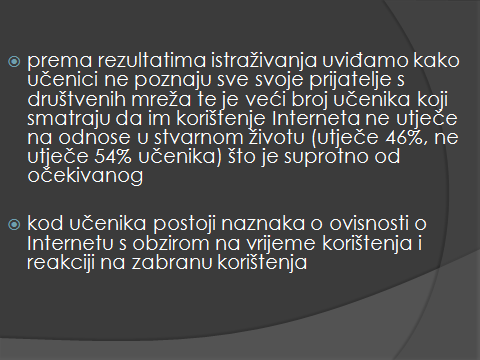 prema rezultatima istraživanja uviđamo kako
učenici ne poznaju sve svoje prijatelje s
društvenih mreža te je veći broj učenika koji
smatraju da im korištenje Interneta ne utječe
na odnose u stvarnom životu (utječe 46%, ne
utječe 54% učenika) što je suprotno od
očekivanog
kod učenika postoji naznaka o ovisnosti o
Internetu s obzirom na vrijeme korištenja i
reakciji na zabranu korištenja